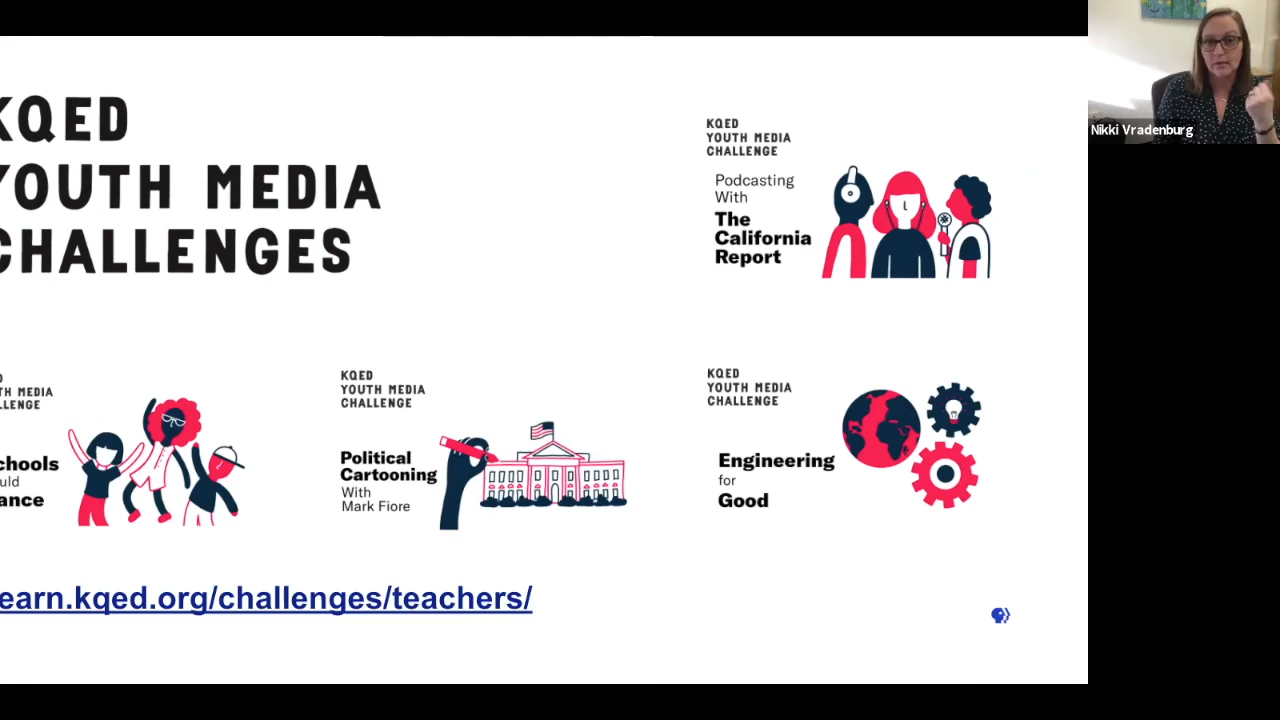 KQED
YOUTH MEDIA
CHALLENGES
KQED
YOUTH MEDIA
CHALLENGE
Podcasting
With
The
California
Report
Nikki Vradenburg
TH MEDIA
LLENGE
chools
uld
ance
KQED
YOUTH MEDIA
CHALLENGE
Political
Cartooning
With
Mark Fiore
KQED
YOUTH MEDIA
CHALLENGE
Engineering
for
Good
earn.kqed.org/challenges/teachers/